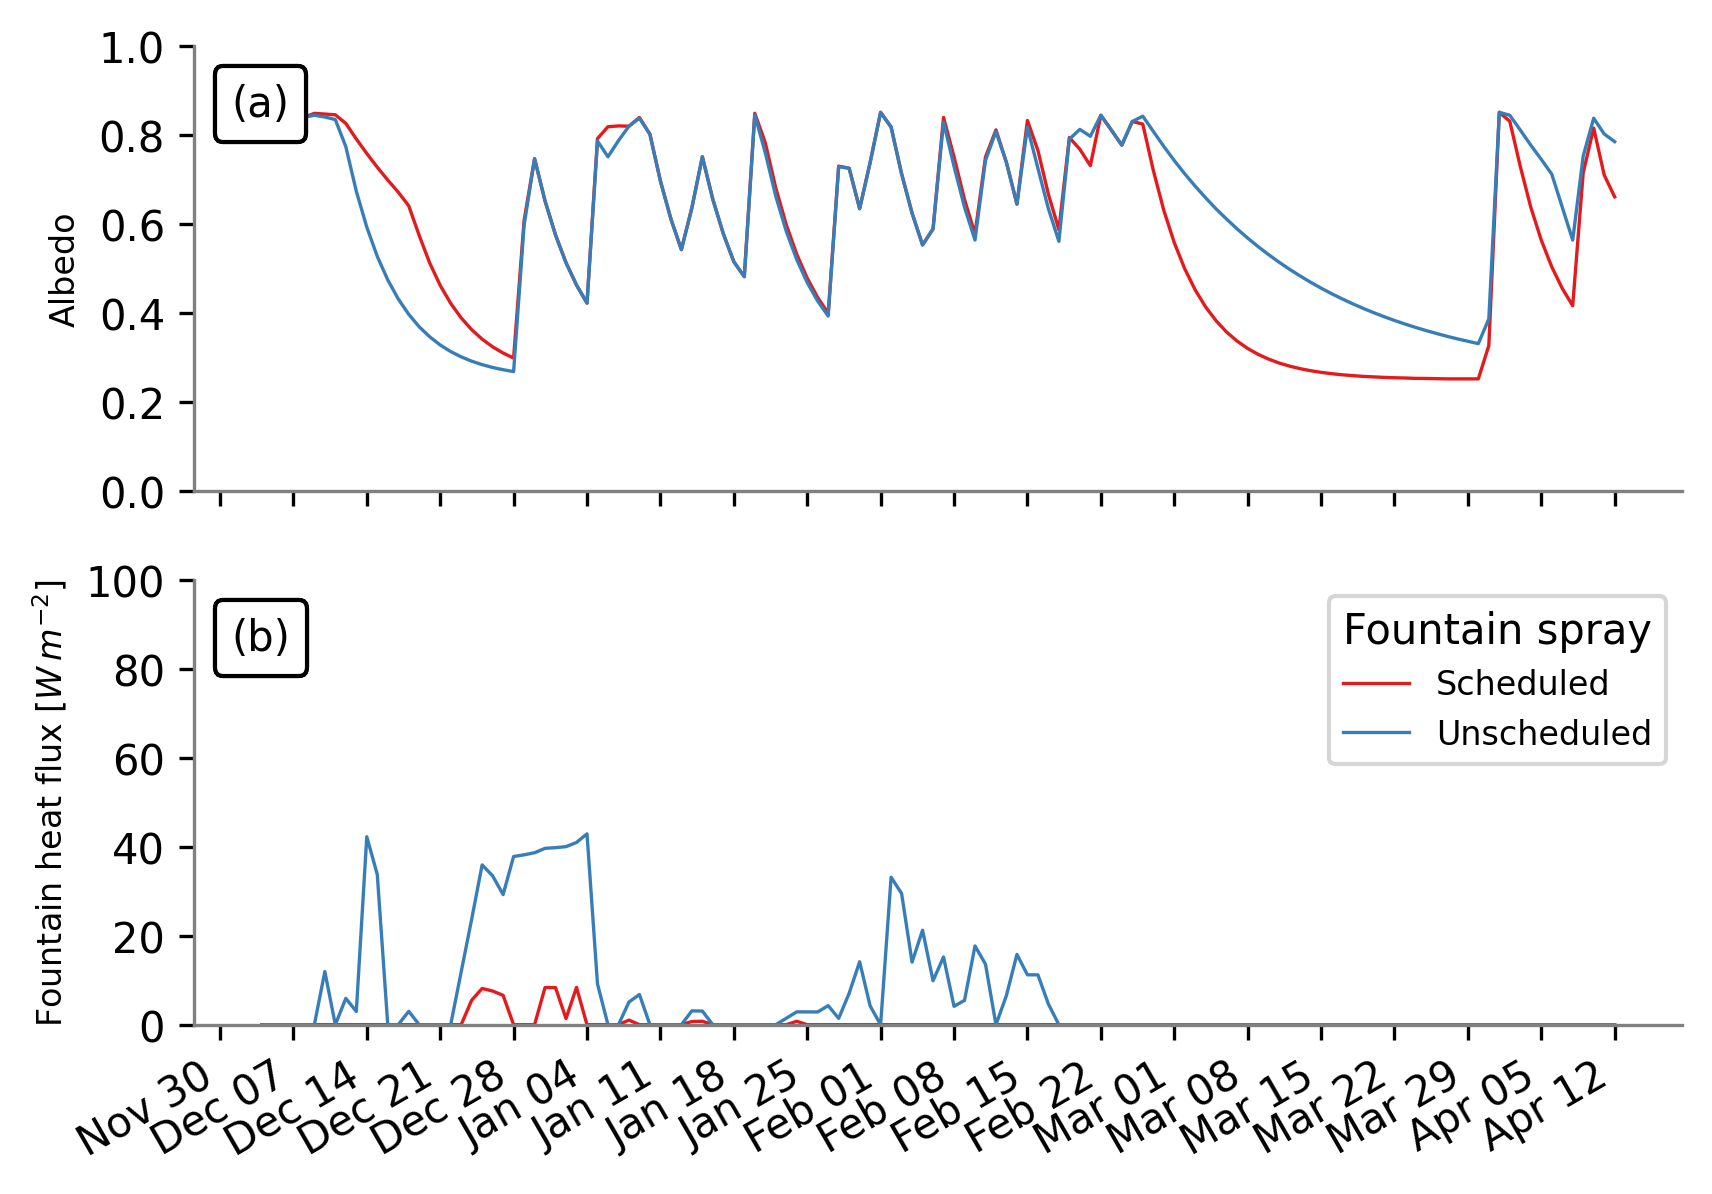 1.0
0.8
0.6
0.4
0.2
0.0
Albedo
(a)
100
80
60
40
20
0
Fountain heat flux [W m⁻²]
(b)
Fountain spray
Scheduled
Unscheduled
Nov 30
Dec 07
Dec 14
Dec 21
Dec 28
Jan 04
Jan 11
Jan 18
Jan 25
Feb 01
Feb 08
Feb 15
Feb 22
Mar 01
Mar 08
Mar 15
Mar 22
Mar 29
Apr 05
Apr 12